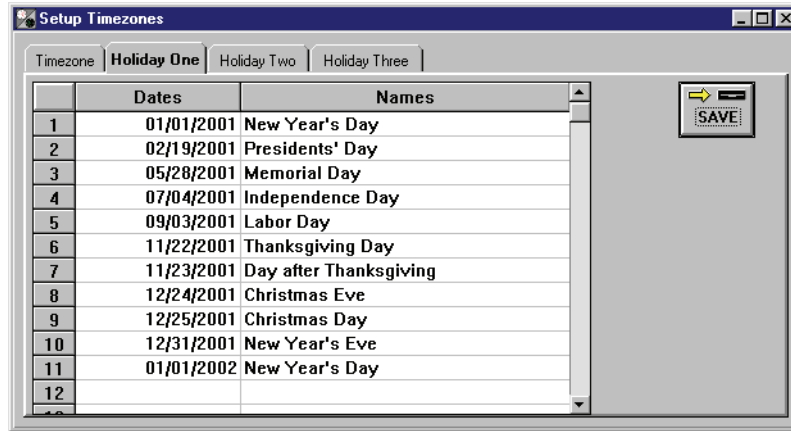 Setup Timezones
Timezone Holiday One Holiday Two Holiday Three
Dates Names
SAVE
1 01/01/2001 New Year's Day
2 02/19/2001 Presidents' Day
3 05/28/2001 Memorial Day
4 07/04/2001 Independence Day
5 09/03/2001 Labor Day
6 11/22/2001 Thanksgiving Day
7 11/23/2001 Day after Thanksgiving
8 12/24/2001 Christmas Eve
9 12/25/2001 Christmas Day
10 12/31/2001 New Year's Eve
11 01/01/2002 New Year's Day
12